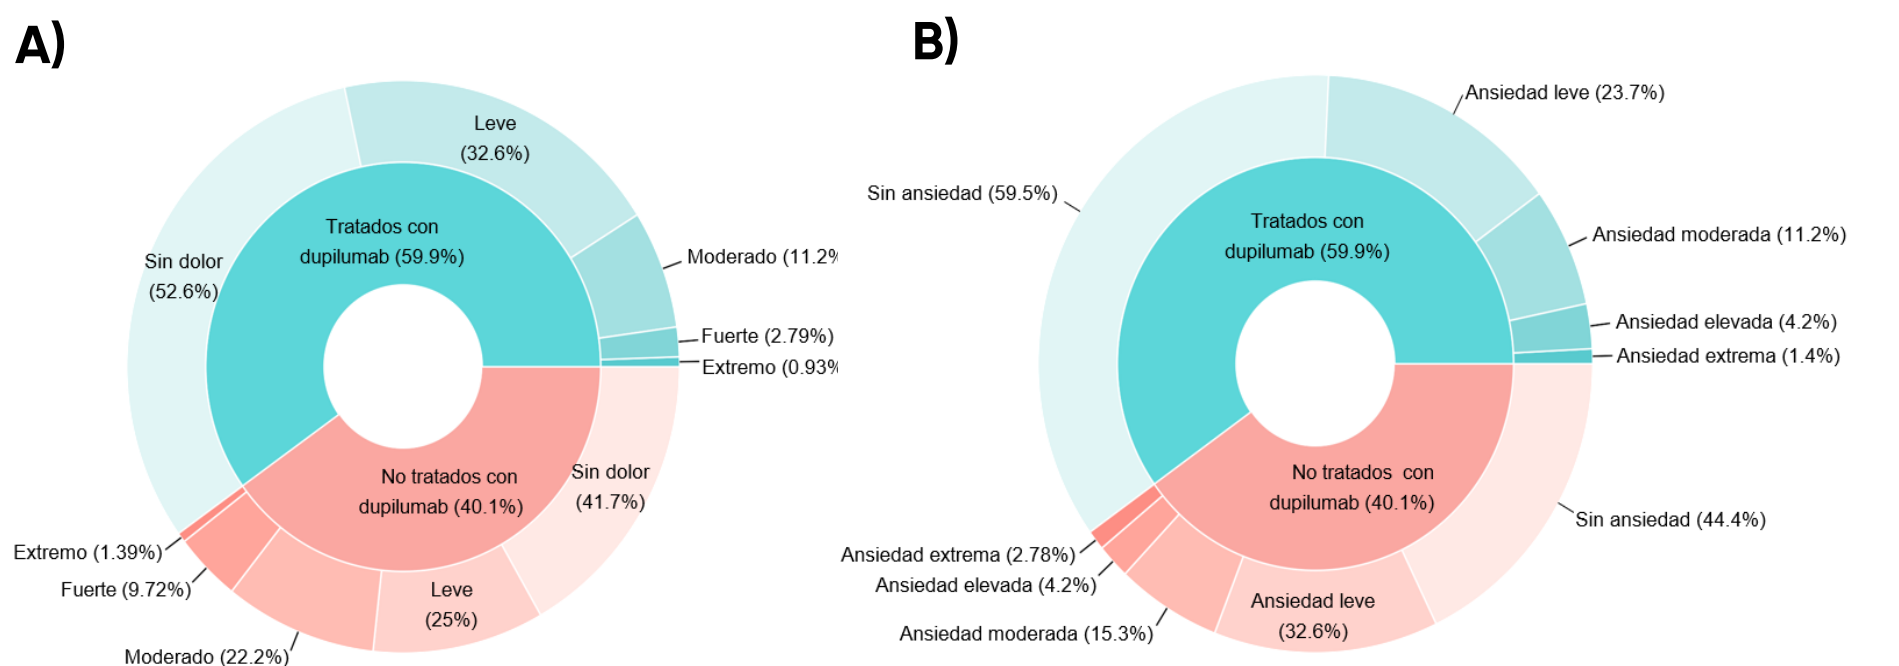 A)
Leve
(32.6%)
Tratados con
dupilumab (59.9%)
Sin dolor
(52.6%)
Moderado (11.2%
Fuerte (2.79%)
Extremo (0.93%
No tratados con
dupilumab (40.1%)
Sin dolor
(41.7%)
Extremo (1.39%)
Fuerte (9.72%)
Leve
(25%)
Moderado (22.2%)
B)
Ansiedad leve (23.7%)
Sin ansiedad (59.5%)
Tratados con
dupilumab (59.9%)
Ansiedad moderada (11.2%)
Ansiedad elevada (4.2%)
Ansiedad extrema (1.4%)
No tratados  con
dupilumab (40.1%)
Sin ansiedad (44.4%)
Ansiedad extrema (2.78%)
Ansiedad elevada (4.2%)
Ansiedad leve
(32.6%)
Ansiedad moderada (15.3%)